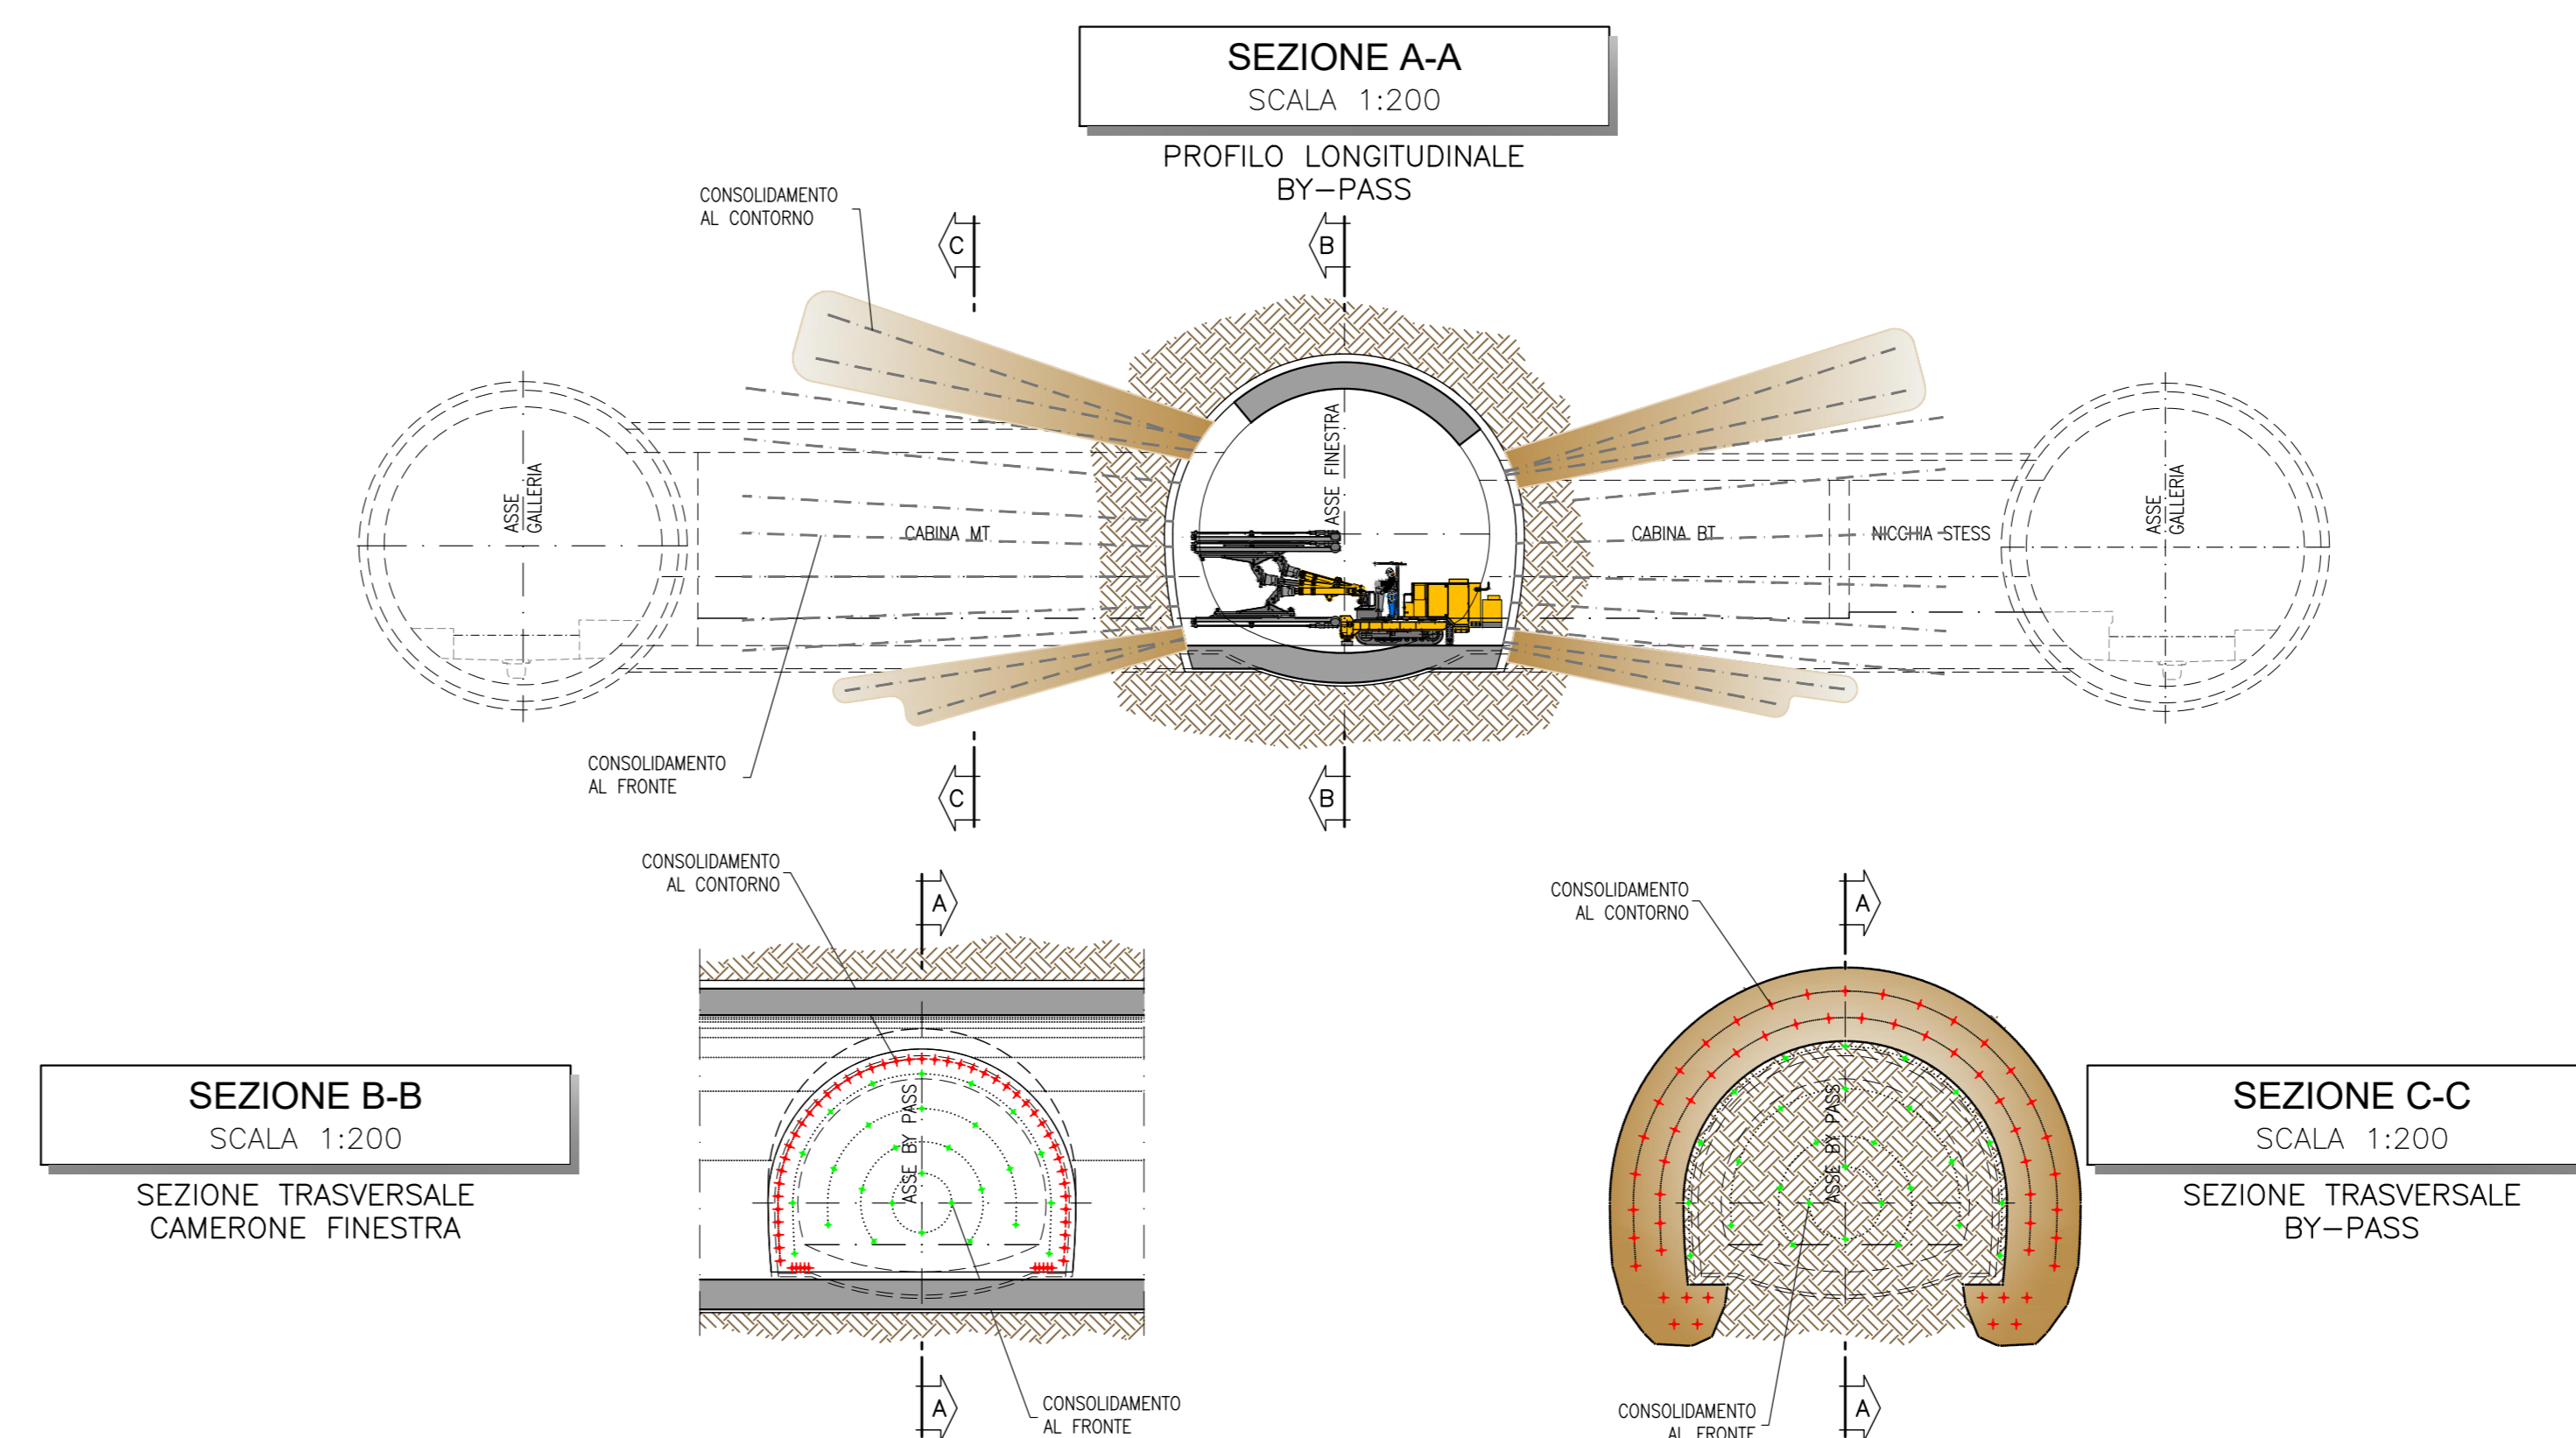 SEZIONE A-A
SCALA 1:200
PROFILO LONGITUDINALE
BY-PASS
CONSOLIDAMENTO
AL CONTORNO
C
B
ASSE
GALLERIA
CABINA MT
ASSE FINESTRA
CABINA BT
NICCHIA STESS
ASSE
GALLERIA
CONSOLIDAMENTO
AL FRONTE
C
B
CONSOLIDAMENTO
AL CONTORNO
A
CONSOLIDAMENTO
AL CONTORNO
A
SEZIONE B-B
SCALA 1:200
SEZIONE TRASVERSALE
CAMERONE FINESTRA
ASSE BY PASS
ASSE BY PASS
SEZIONE C-C
SCALA 1:200
SEZIONE TRASVERSALE
BY-PASS
A
CONSOLIDAMENTO
AL FRONTE
CONSOLIDAMENTO
AL FRONTE
A